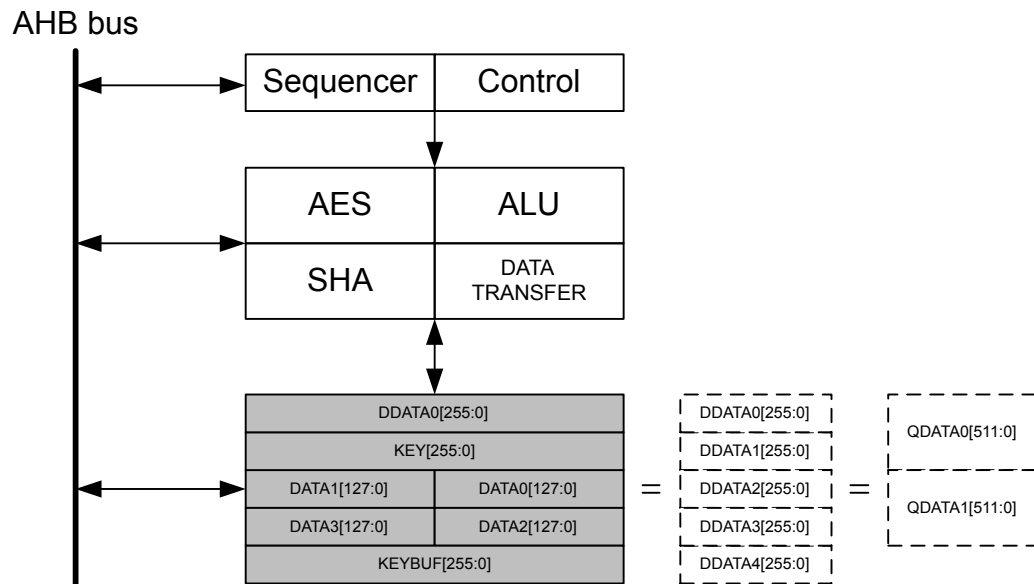 AHB bus
Sequencer Control
AES ALU
SHA DATA
TRANSFER
DDATA0[255:0] DDATA0[255:0] QDATA0[511:0]
KEY[255:0] DDATA1[255:0]
DATA1[127:0] DATA0[127:0] = DDATA2[255:0] = QDATA1[511:0]
DATA3[127:0] DATA2[127:0] DDATA3[255:0]
KEYBUF[255:0] DDATA4[255:0]